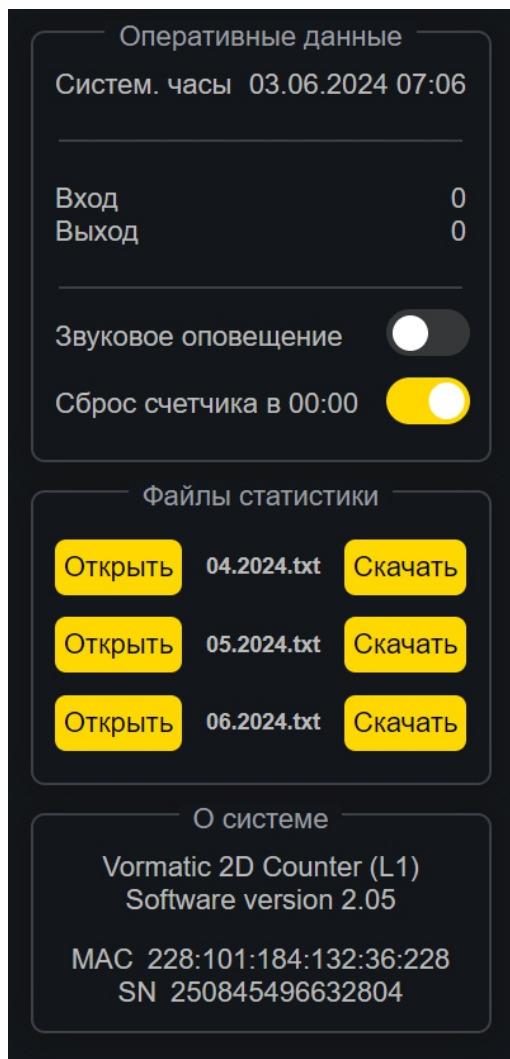 Оперативные данные
Систем. часы 03.06.2024 07:06
Вход 0
Выход 0
Звуковое оповещение
Сброс счетчика в 00:00
Файлы статистики
Открыть 04.2024.txt Скачать
Открыть 05.2024.txt Скачать
Открыть 06.2024.txt Скачать
О системе
Vormatic 2D Counter (L1)
Software version 2.05
MAC 228:101:184:132:36:228
SN 250845496632804